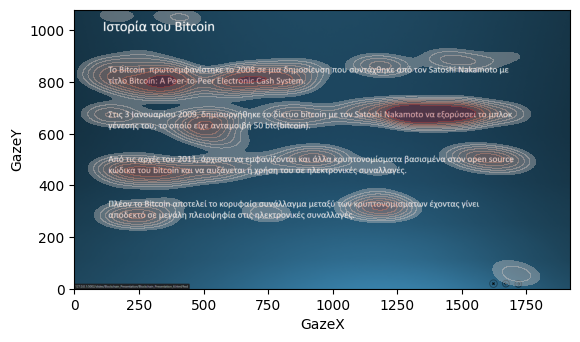 Ιστορία του Bitcoin
Το Bitcoin πρωτοεμφανίστηκε το 2008 σε μια δημοσίευση που συντάχθηκε από τον Satoshi Nakamoto με
τίτλο Bitcoin: A Peer-to-Peer Electronic Cash System.
Στις 3 Ιανουαρίου 2009, δημιουργήθηκε το δίκτυο bitcoin με τον Satoshi Nakamoto να εξορύσσει το μπλοκ
γένεσης του, το οποίο είχε ανταμοιβή 50 btc(bitcoin).
Από τις αρχές του 2011, άρχισαν να εμφανίζονται και άλλα κρυπτονομίσματα βασισμένα στον open source
κώδικα του bitcoin και να αυξάνεται η χρήση του σε ηλεκτρονικές συναλλαγές.
Πλέον το Bitcoin αποτελεί το κορυφαίο συνάλλαγμα μεταξύ των κρυπτονομισμάτων έχοντας γίνει
αποδεκτό σε μεγάλη πλειοψηφία στις ηλεκτρονικές συναλλαγές.
GazeY
1000
800
600
400
200
0
0 250 500 750 1000 1250 1500 1750
GazeX